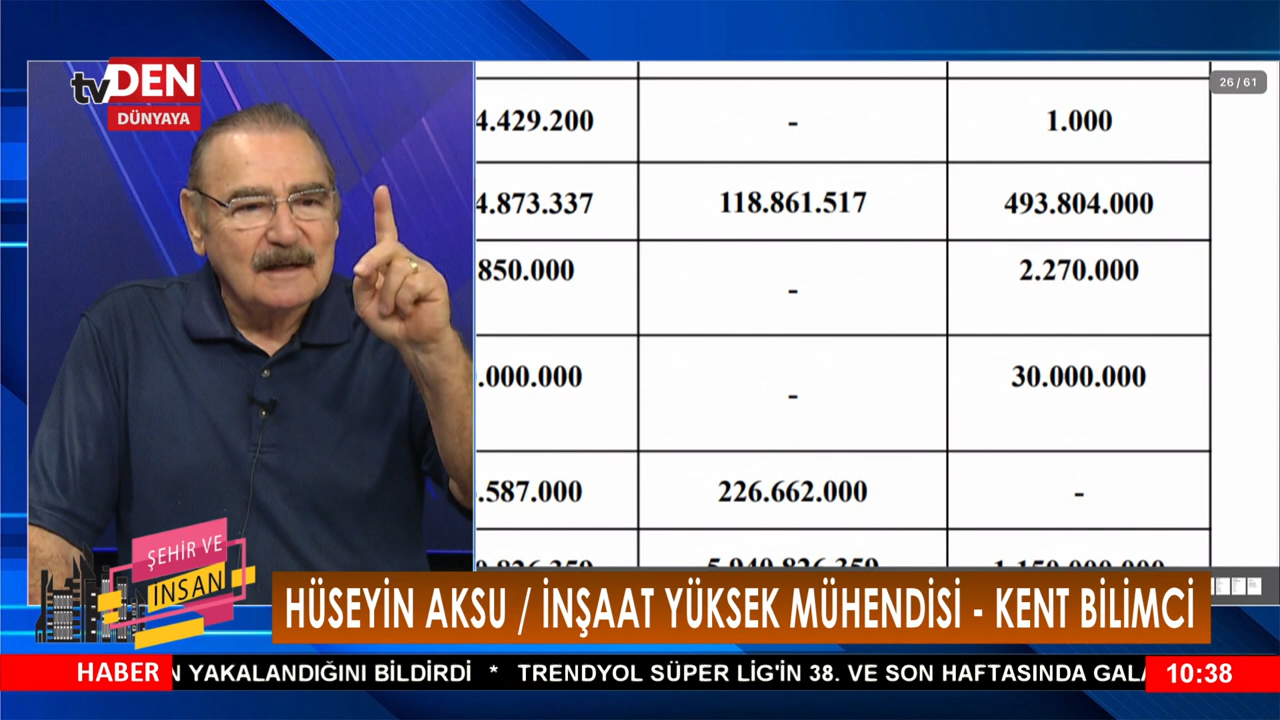 tvDEN
DÜNYAYA
26 / 61
4.429.200 - 1.000
4.873.337 118.861.517 493.804.000
850.000 - 2.270.000
.000.000 - 30.000.000
.587.000 226.662.000 -
ŞEHİR VE
İNSAN
HÜSEYİN AKSU / İNŞAAT YÜKSEK MÜHENDİSİ - KENT BİLİMCİ
HABER YAKALANDIĞINI BİLDİRDİ * TRENDYOL SÜPER LİG'İN 38. VE SON HAFTASINDA 10:38